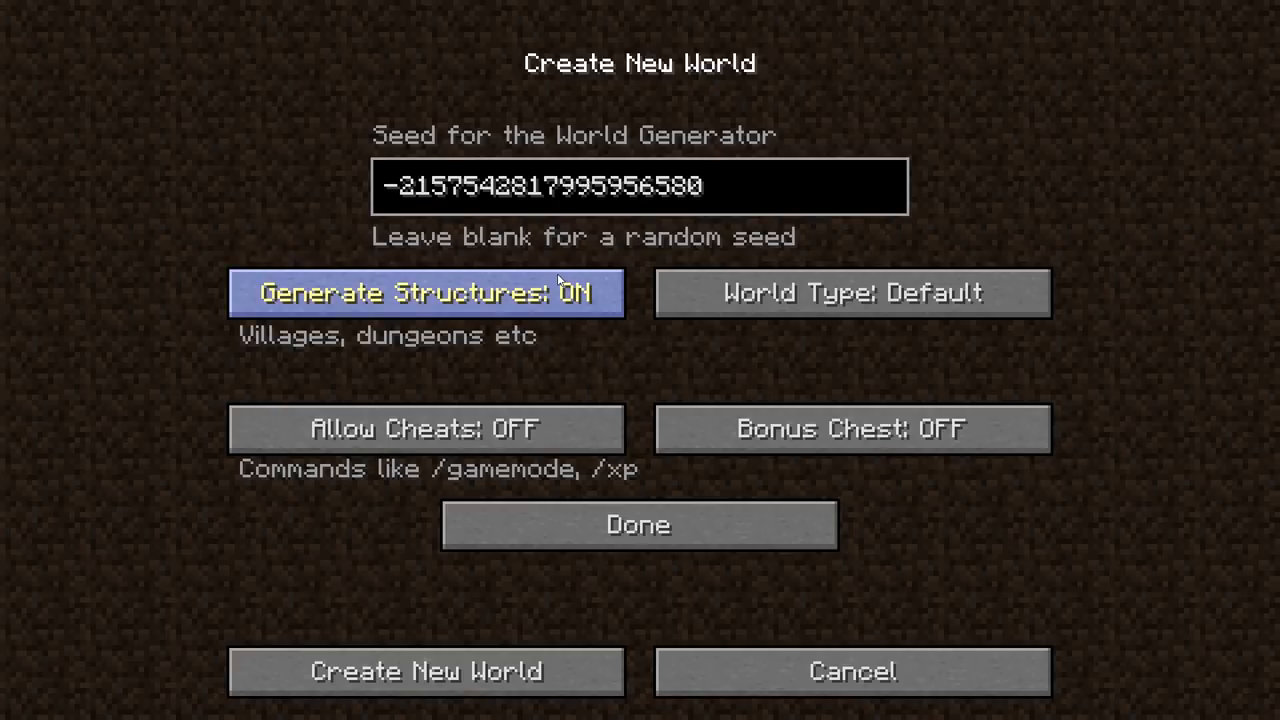 Create New World
Seed for the World Generator
-2157542817995956580
Leave blank for a random seed
Generate Structures: ON
World Type: Default
Villages, dungeons etc
Allow Cheats: OFF
Bonus Chest: OFF
Commands like /gamemode, /xp
Done
Create New World
Cancel